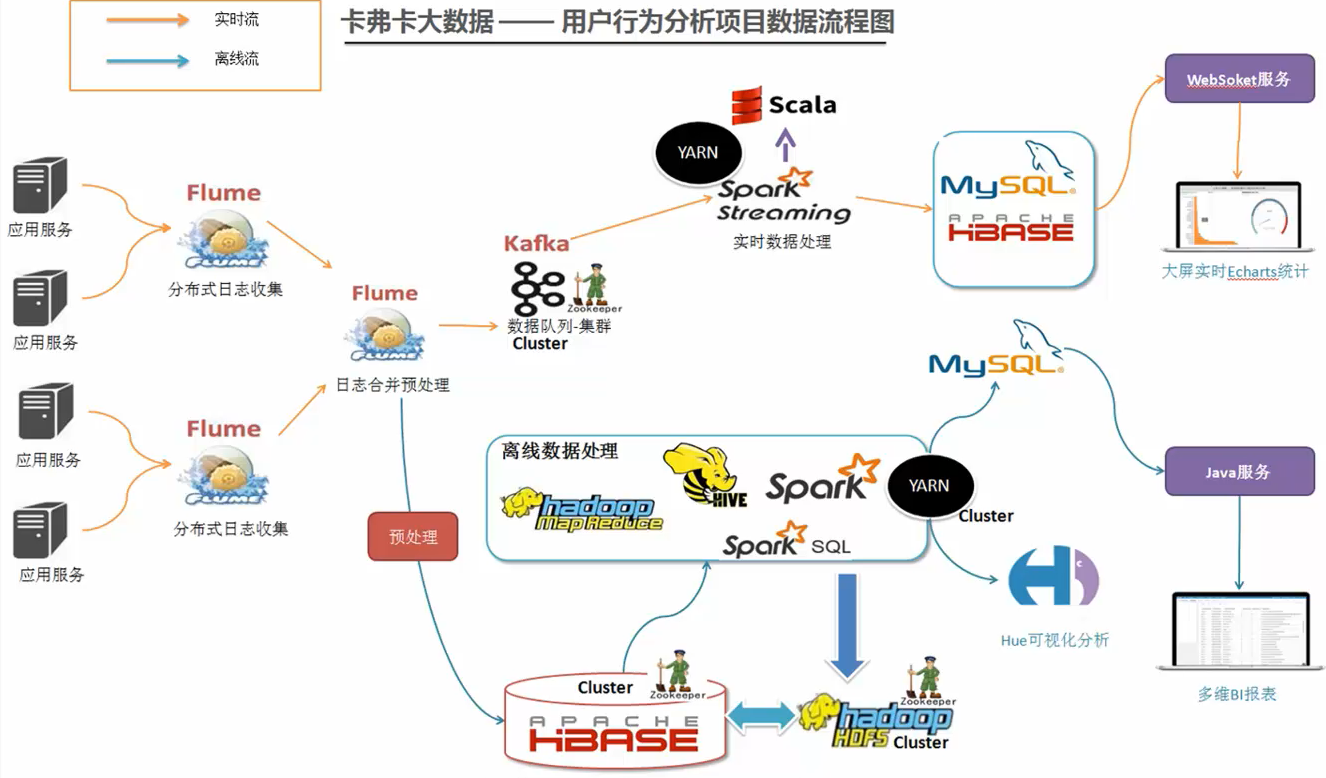 实时流
离线流
卡弗卡大数据 —— 用户行为分析项目数据流程图
WebSoket服务
Scala
YARN
Spark
Streaming
实时数据处理
MySQL
APACHE
HBASE
大屏实时Echarts统计
应用服务
Flume
FLUME
分布式日志收集
应用服务
Flume
FLUME
日志合并预处理
Kafka
Zookeeper
数据队列-集群
Cluster
MySQL
应用服务
Flume
FLUME
分布式日志收集
应用服务
离线数据处理
HIVE
Spark
hadoop
Map Reduce
Spark SQL
YARN
Cluster
Java服务
预处理
Hue可视化分析
多维BI报表
Cluster
Zookeeper
APACHE
HBASE
Zookeeper
hadoop
HDFS Cluster